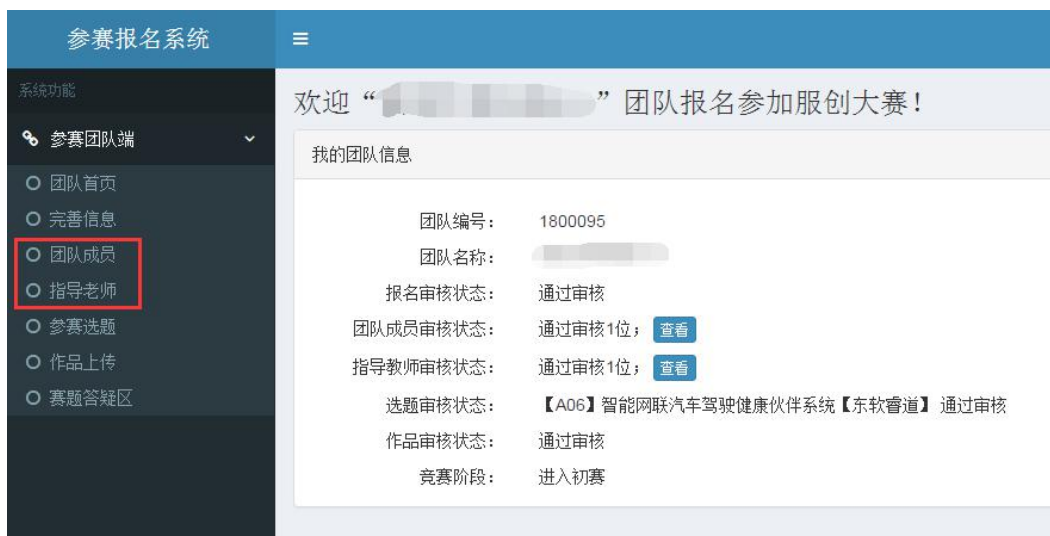 参赛报名系统
系统功能
参赛团队端
团队首页
完善信息
团队成员
指导老师
参赛选题
作品上传
赛题答疑区
欢迎“ ”团队报名参加服创大赛！
我的团队信息
团队编号： 1800095
团队名称：
报名审核状态： 通过审核
团队成员审核状态： 通过审核1位； 查看
指导教师审核状态： 通过审核1位； 查看
选题审核状态： 【A06】智能网联汽车驾驶健康伙伴系统【东软睿道】 通过审核
作品审核状态： 通过审核
竞赛阶段： 进入初赛